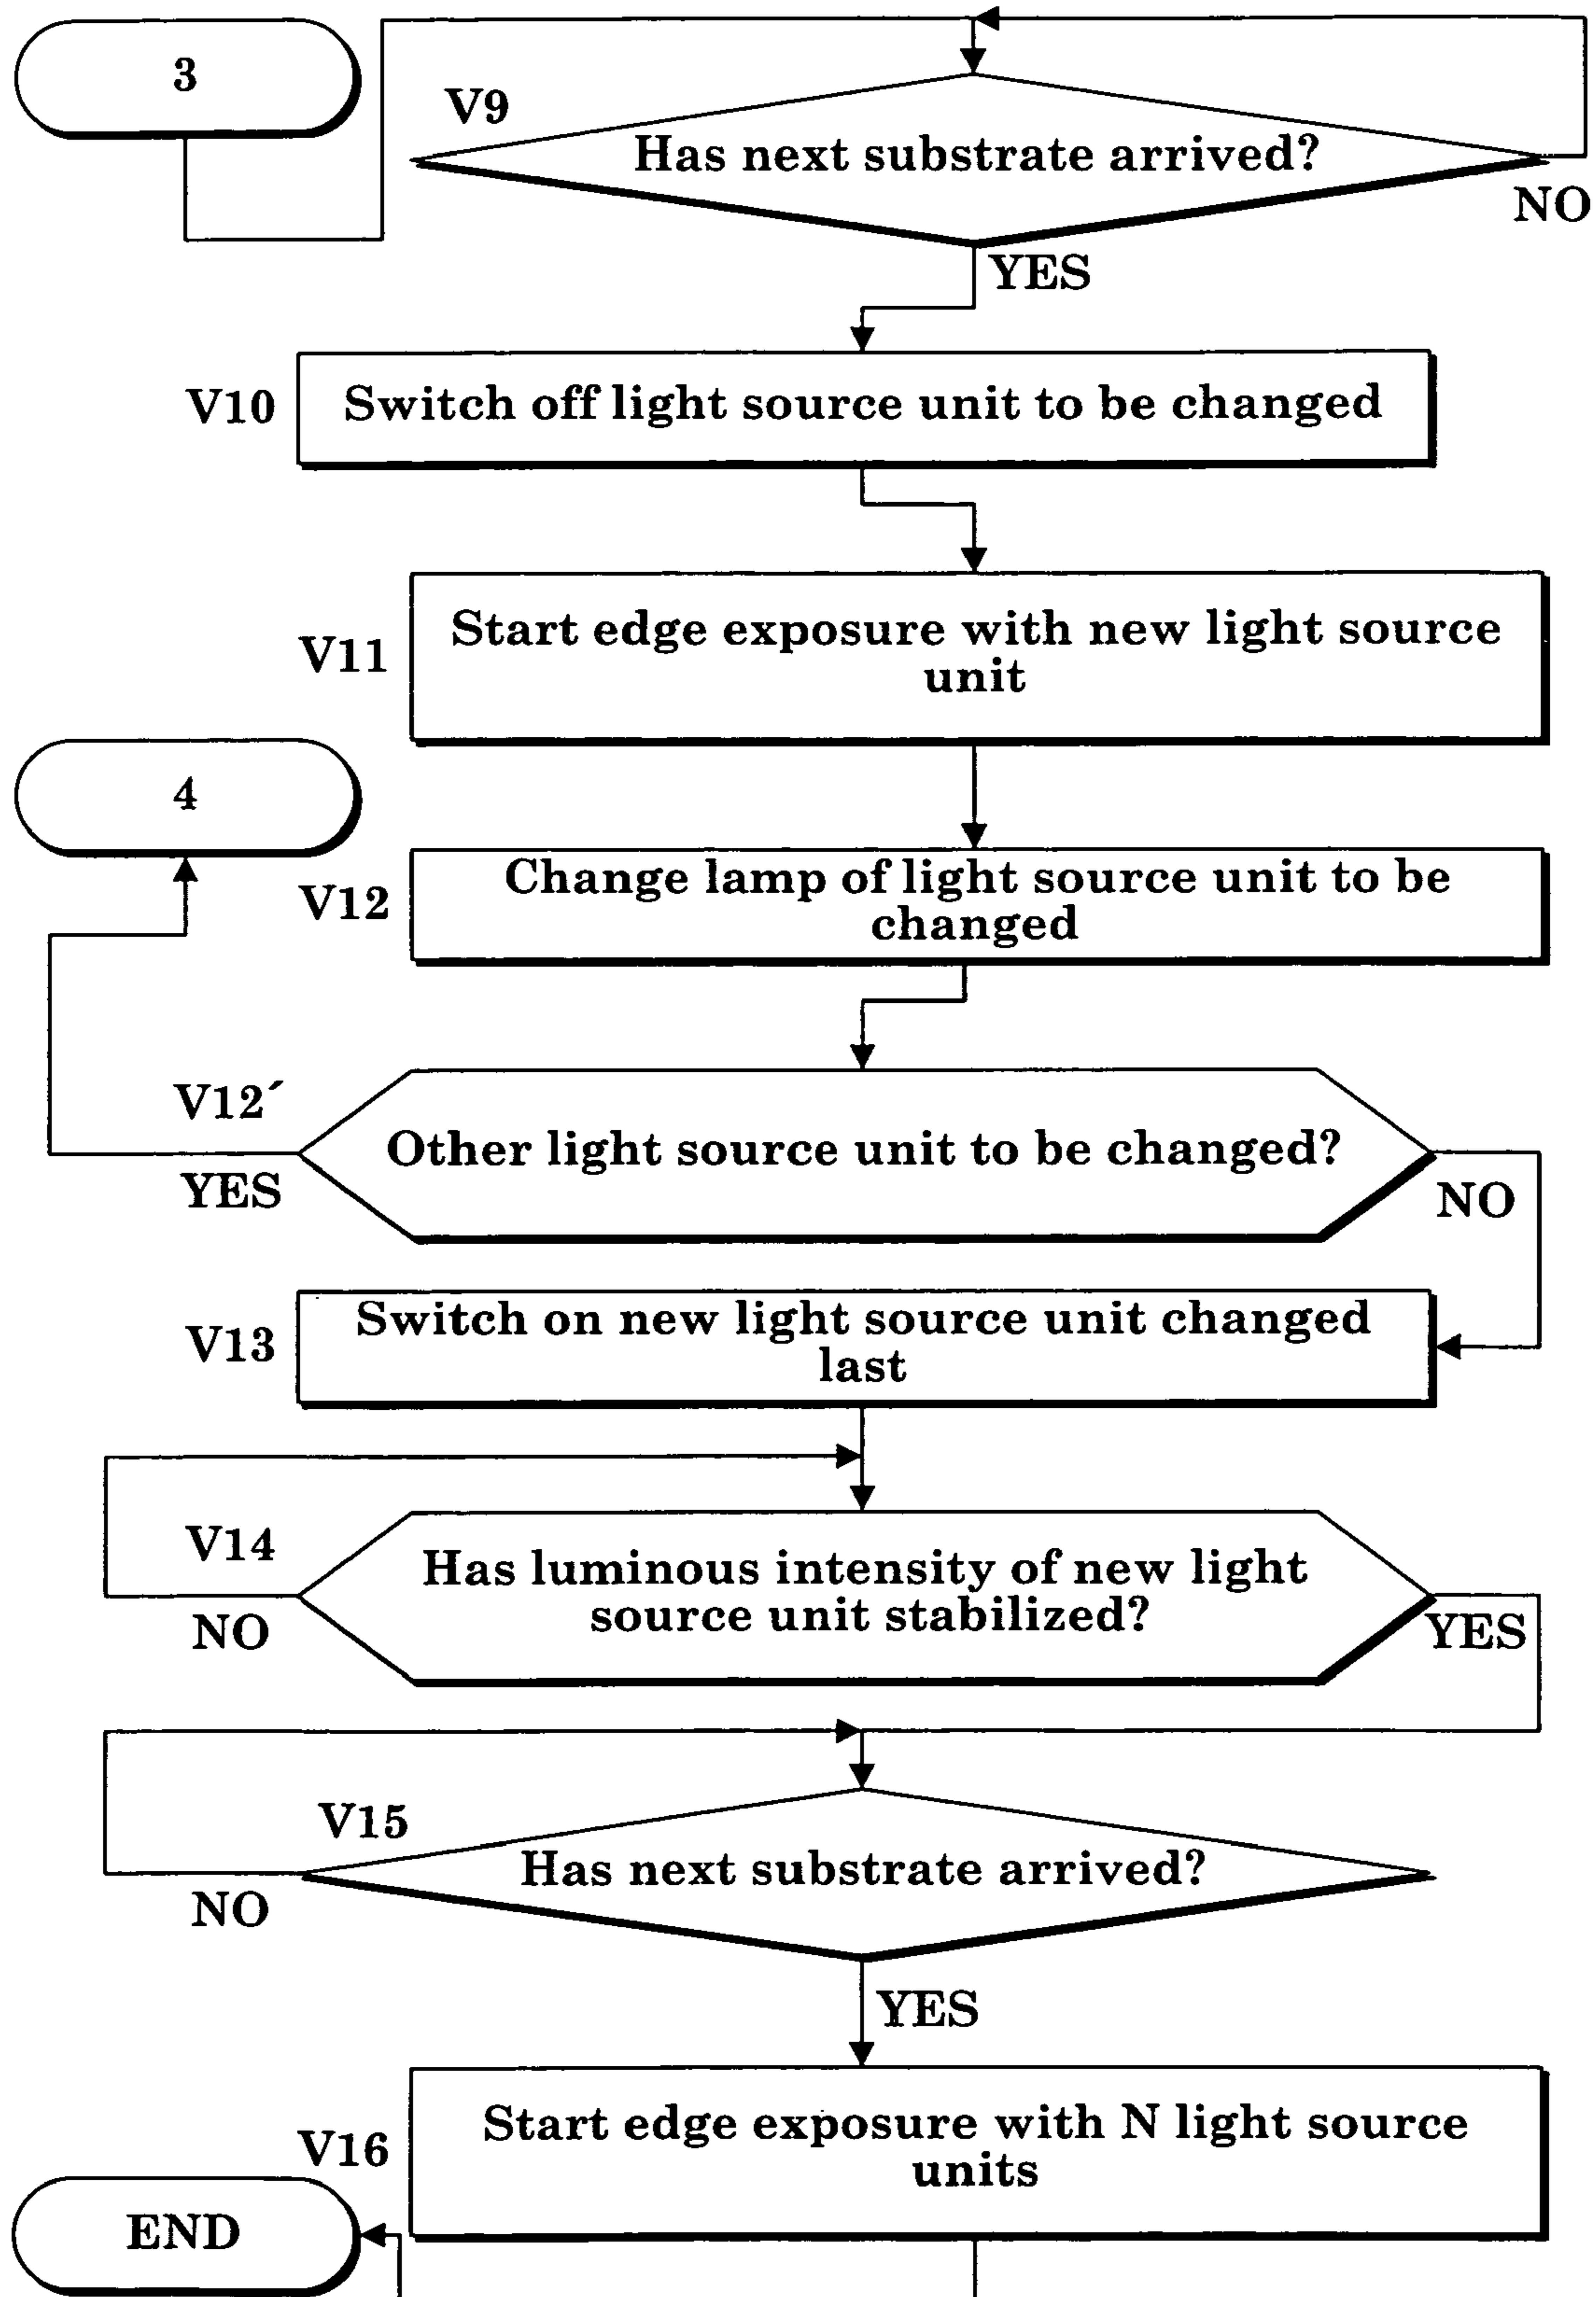 3
V9
Has next substrate arrived?
NO
YES
V10
Switch off light source unit to be changed
V11
Start edge exposure with new light source
unit
4
V12
Change lamp of light source unit to be
changed
V12´
Other light source unit to be changed?
YES
NO
V13
Switch on new light source unit changed
last
V14
Has luminous intensity of new light
source unit stabilized?
NO
YES
V15
Has next substrate arrived?
NO
YES
V16
Start edge exposure with N light source
units
END